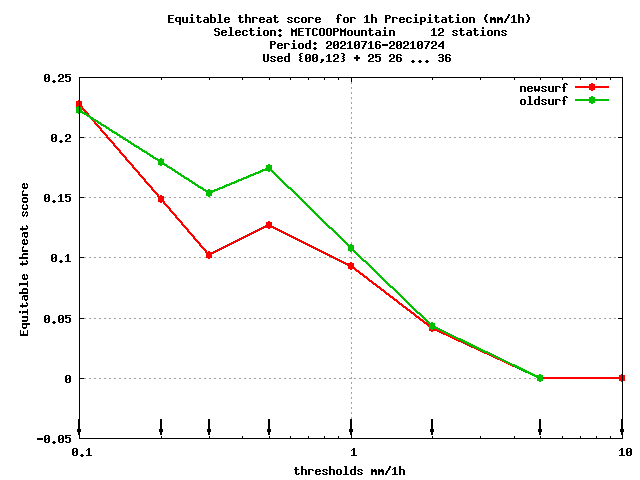 Equitable threat score  for 1h Precipitation (mm/1h)
Selection: METCOOPMountain     12 stations
Period: 20210716-20210724
Used {00,12} + 25 26 ... 36
newsurf
oldsurf
0.25
0.2
0.15
0.1
0.05
0
-0.05
Equitable threat score
0.1
1
10
thresholds mm/1h